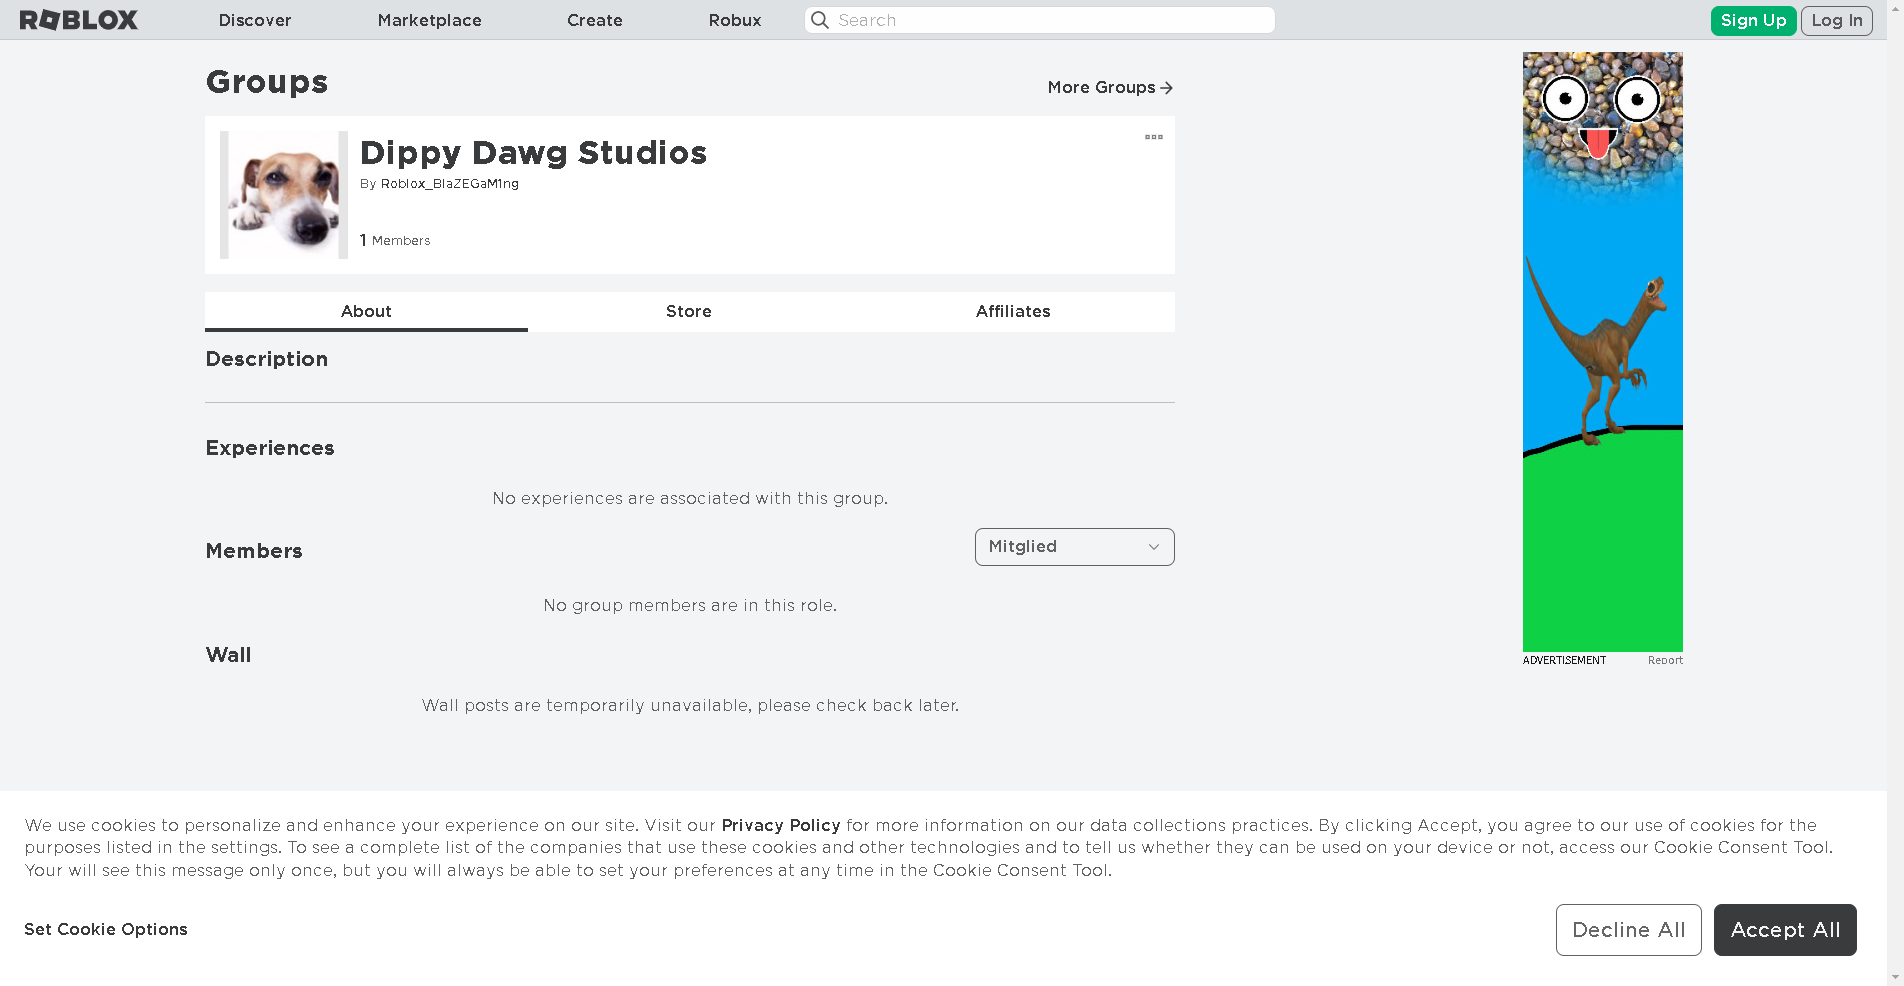 ROBLOX
Discover
Marketplace
Create
Robux
Search
Sign Up
Log In
Groups
More Groups
Dippy Dawg Studios
By Roblox_BlaZEGaM1ng
1 Members
About
Store
Affiliates
Description
Experiences
No experiences are associated with this group.
Members
Mitglied
No group members are in this role.
Wall
ADVERTISEMENT
Report
Wall posts are temporarily unavailable, please check back later.
We use cookies to personalize and enhance your experience on our site. Visit our Privacy Policy for more information on our data collections practices. By clicking Accept, you agree to our use of cookies for the
purposes listed in the settings. To see a complete list of the companies that use these cookies and other technologies and to tell us whether they can be used on your device or not, access our Cookie Consent Tool.
Your will see this message only once, but you will always be able to set your preferences at any time in the Cookie Consent Tool.
Set Cookie Options
Decline All
Accept All